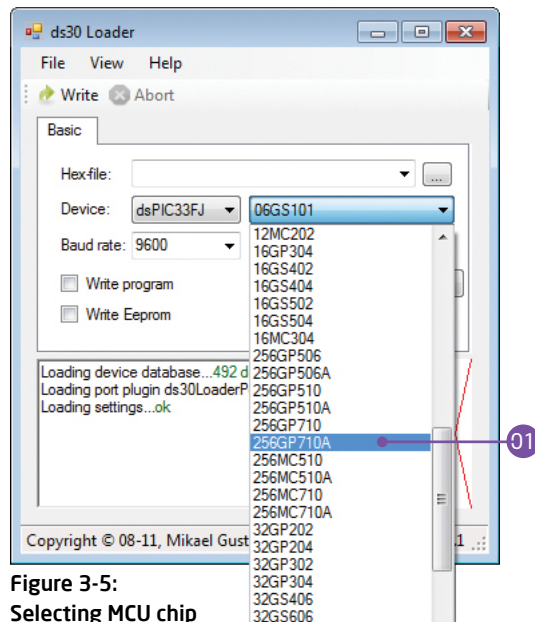 ds30 Loader
File View Help
Write Abort
Basic
Hex-file: ...
Device: dsPIC33FJ 06GS101
Baud rate: 9600
Write program
Write Eeprom
12MC202
16GP304
16GS402
16GS404
16GS502
16GS504
16MC304
256GP506
256GP506A
256GP510
256GP510A
256GP710
256GP710A
01
256MC510
256MC510A
256MC710
256MC710A
32GP202
32GP204
32GP302
32GP304
32GS406
32GS606
Loading device database...492 d
Loading port plugin ds30LoaderP
Loading settings...ok
Copyright © 08-11, Mikael Gust
1
Figure 3-5:
Selecting MCU chip